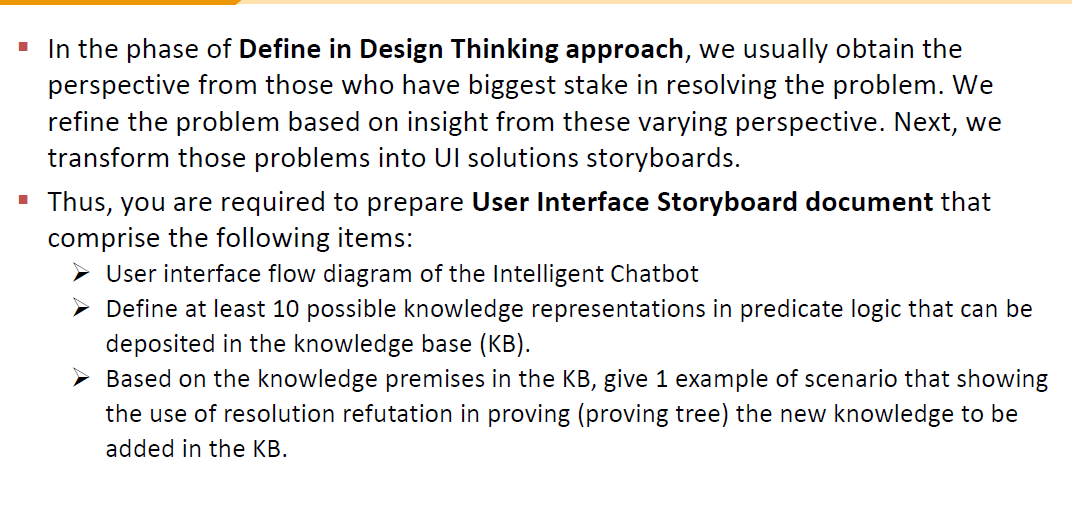 ▪ In the phase of Define in Design Thinking approach, we usually obtain the
perspective from those who have biggest stake in resolving the problem. We
refine the problem based on insight from these varying perspective. Next, we
transform those problems into UI solutions storyboards.
▪ Thus, you are required to prepare User Interface Storyboard document that
comprise the following items:
➢ User interface flow diagram of the Intelligent Chatbot
➢ Define at least 10 possible knowledge representations in predicate logic that can be
deposited in the knowledge base (KB).
➢ Based on the knowledge premises in the KB, give 1 example of scenario that showing
the use of resolution refutation in proving (proving tree) the new knowledge to be
added in the KB.